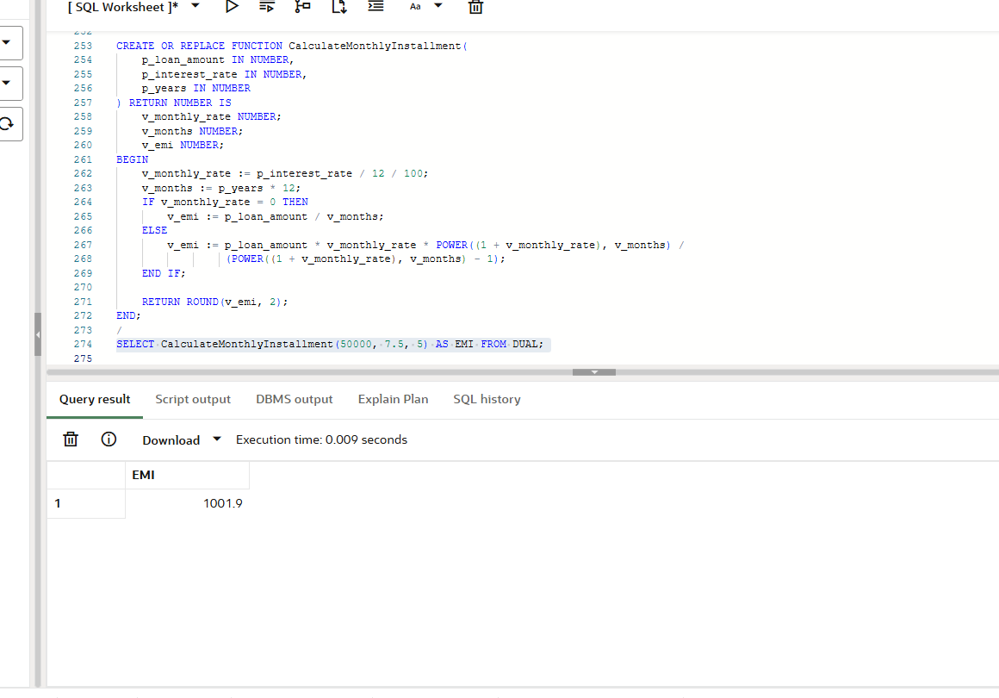 [ SQL Worksheet ]*
Aa
252
253 CREATE OR REPLACE FUNCTION CalculateMonthlyInstallment(
254 p_loan_amount IN NUMBER,
255 p_interest_rate IN NUMBER,
256 p_years IN NUMBER
257 ) RETURN NUMBER IS
258 v_monthly_rate NUMBER;
259 v_months NUMBER;
260 v_emi NUMBER;
261 BEGIN
262 v_monthly_rate := p_interest_rate / 12 / 100;
263 v_months := p_years * 12;
264 IF v_monthly_rate = 0 THEN
265 v_emi := p_loan_amount / v_months;
266 ELSE
267 v_emi := p_loan_amount * v_monthly_rate * POWER((1 + v_monthly_rate), v_months) /
268 (POWER((1 + v_monthly_rate), v_months) - 1);
269 END IF;
270
271 RETURN ROUND(v_emi, 2);
272 END;
273 /
274 SELECT CalculateMonthlyInstallment(50000, 7.5, 5) AS EMI FROM DUAL;
275
Query result Script output DBMS output Explain Plan SQL history
Download Execution time: 0.009 seconds
EMI
1 1001.9